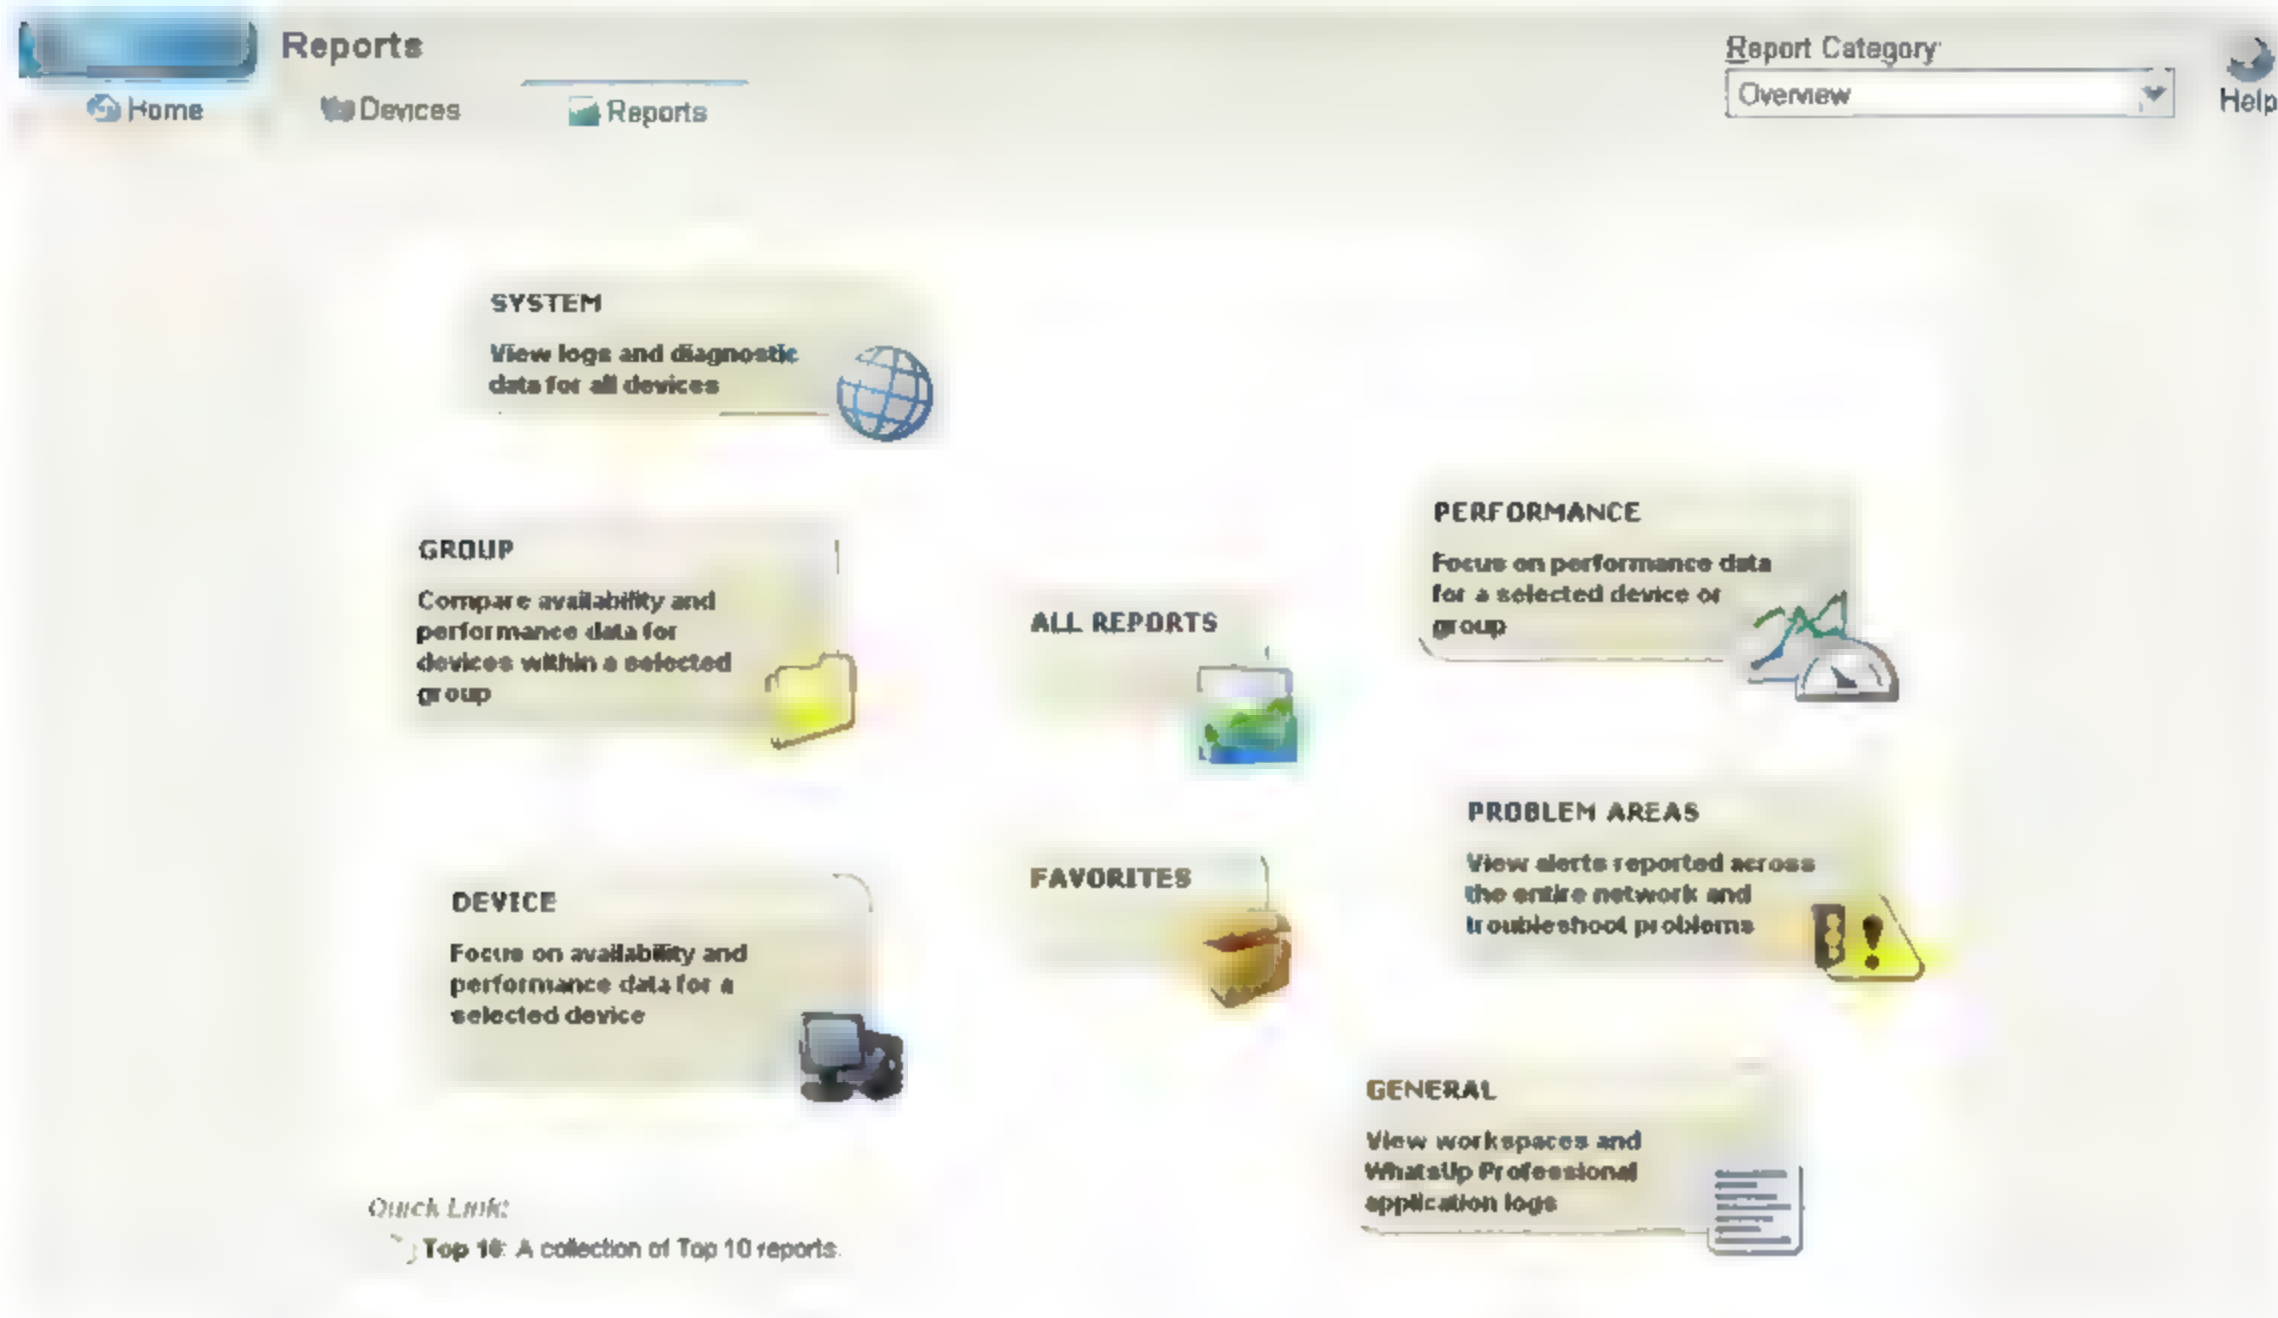 Reports
Report Category:
Overview
Help
Home
Devices
Reports
SYSTEM
View logs and diagnostic
data for all devices
GROUP
Compare availability and
performance data for
devices within a selected
group
DEVICE
Focus on availability and
performance data for a
selected device
ALL REPORTS
FAVORITES
PERFORMANCE
Focus on performance data
for a selected device or
group
PROBLEM AREAS
View alerts reported across
the entire network and
troubleshoot problems
GENERAL
View workspaces and
WhatsUp Professional
application logs
Quick Link:
Top 10: A collection of Top 10 reports.